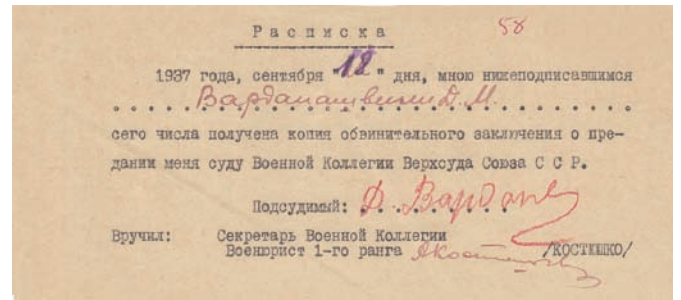 Расписка
58
1937 года, сентября "12" дня, мною нижеподписавшимся
Варданашвили Д. М.
сего числа получена копия обвинительного заключения о пре-
дании меня суду Военной Коллегии Верхсуда Союза С С Р.
Подсудимый: Д. Вардан
Вручил: Секретарь Военной Коллегии
Военюрист 1-го ранга /КОСТЮШКО/